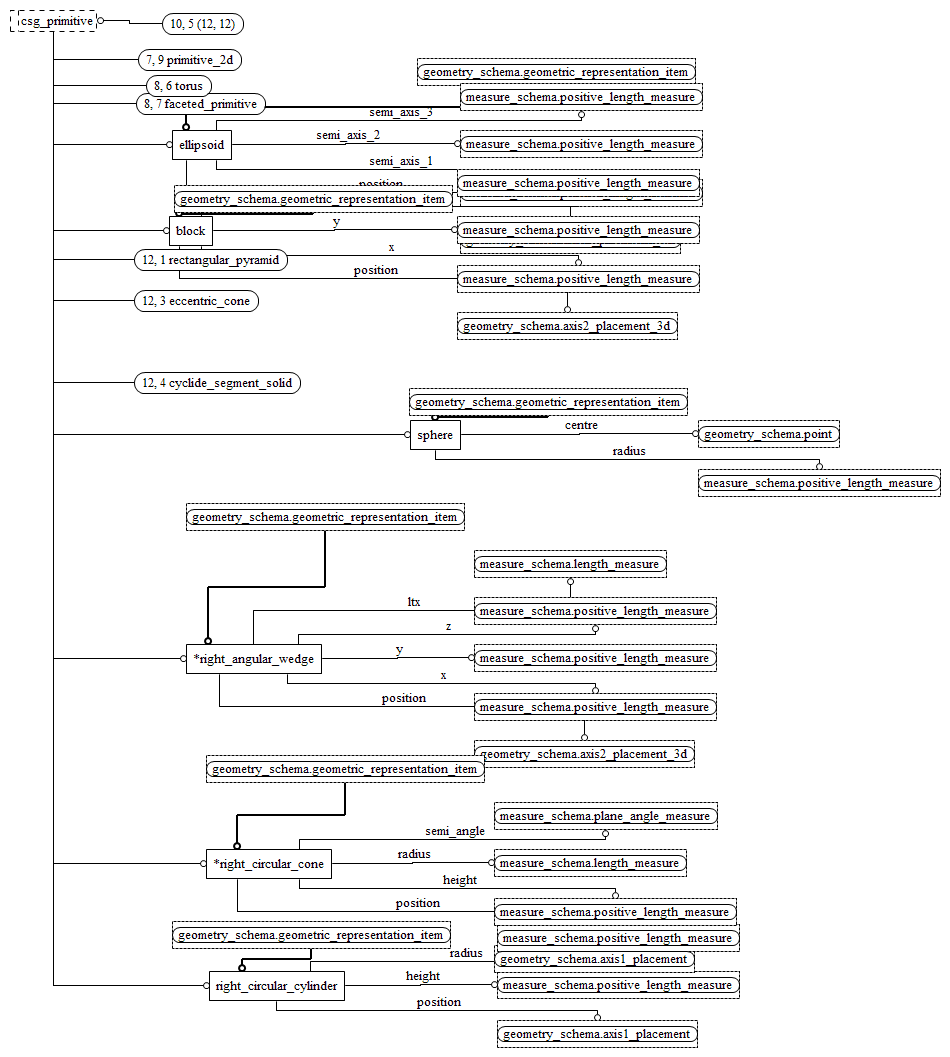 csg_primitive
10, 5 (12, 12)
7, 9 primitive_2d
geometry_schema.geometric_representation_item
8, 6 torus
measure_schema.positive_length_measure
8, 7 faceted_primitive
semi_axis_3
semi_axis_2
ellipsoid
measure_schema.positive_length_measure
semi_axis_1
position
measure_schema.positive_length_measure
geometry_schema.geometric_representation_item
block
y
measure_schema.positive_length_measure
x
12, 1 rectangular_pyramid
position
measure_schema.positive_length_measure
12, 3 eccentric_cone
geometry_schema.axis2_placement_3d
12, 4 cyclide_segment_solid
geometry_schema.geometric_representation_item
sphere
centre
geometry_schema.point
radius
measure_schema.positive_length_measure
geometry_schema.geometric_representation_item
measure_schema.length_measure
ltx
measure_schema.positive_length_measure
z
*right_angular_wedge
y
measure_schema.positive_length_measure
x
position
measure_schema.positive_length_measure
geometry_schema.axis2_placement_3d
geometry_schema.geometric_representation_item
measure_schema.plane_angle_measure
semi_angle
*right_circular_cone
radius
measure_schema.length_measure
height
position
measure_schema.positive_length_measure
geometry_schema.geometric_representation_item
measure_schema.positive_length_measure
radius
geometry_schema.axis1_placement
right_circular_cylinder
height
measure_schema.positive_length_measure
position
geometry_schema.axis1_placement